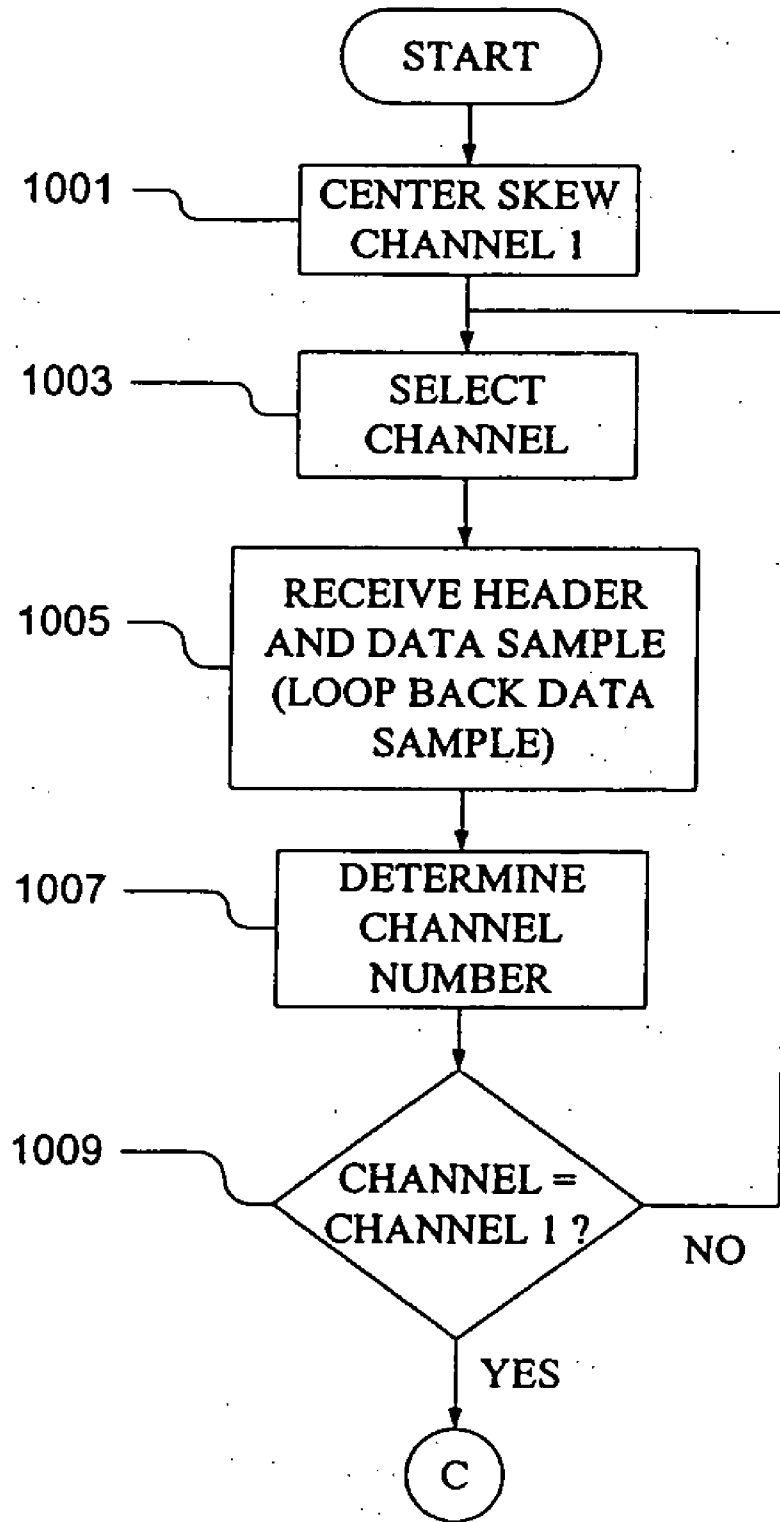 START
1001
CENTER SKEW
CHANNEL 1
1003
SELECT
CHANNEL
1005
RECEIVE HEADER
AND DATA SAMPLE
(LOOP BACK DATA
SAMPLE)
1007
DETERMINE
CHANNEL
NUMBER
1009
CHANNEL =
CHANNEL 1 ?
NO
YES
C